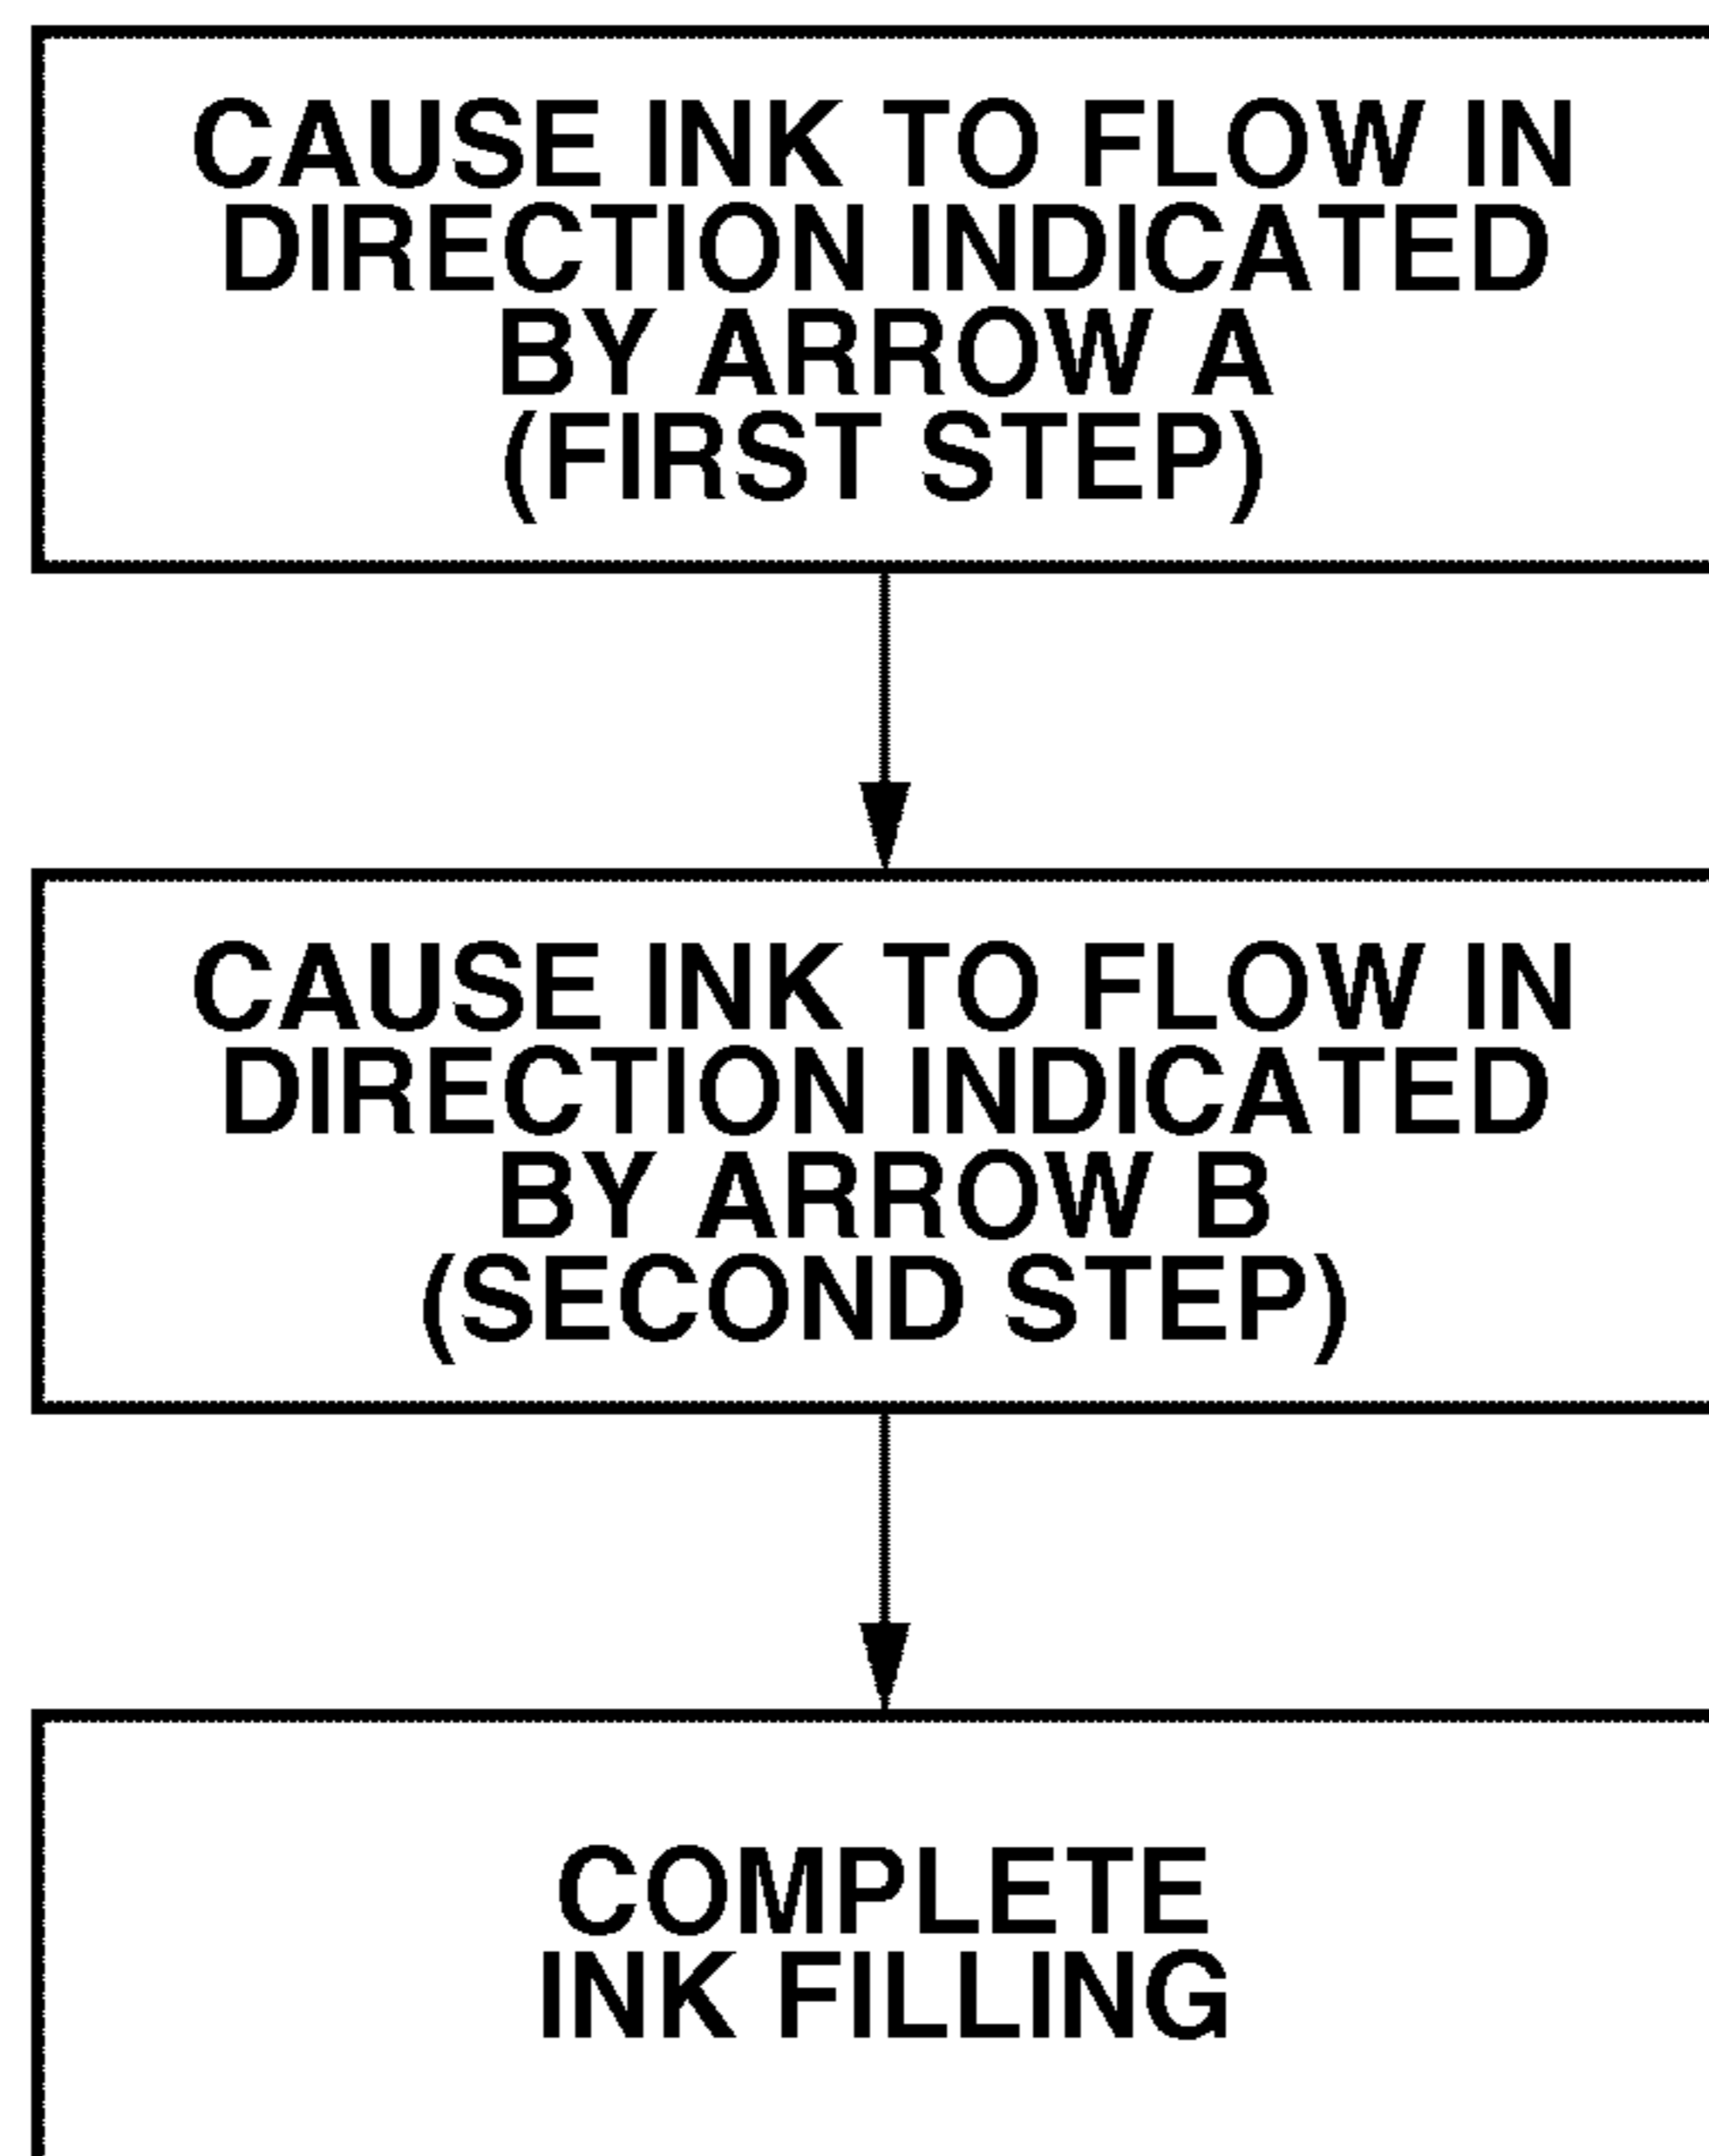 CAUSE INK TO FLOW IN
DIRECTION INDICATED
BY ARROW A
(FIRST STEP)
CAUSE INK TO FLOW IN
DIRECTION INDICATED
BY ARROW B
(SECOND STEP)
COMPLETE
INK FILLING